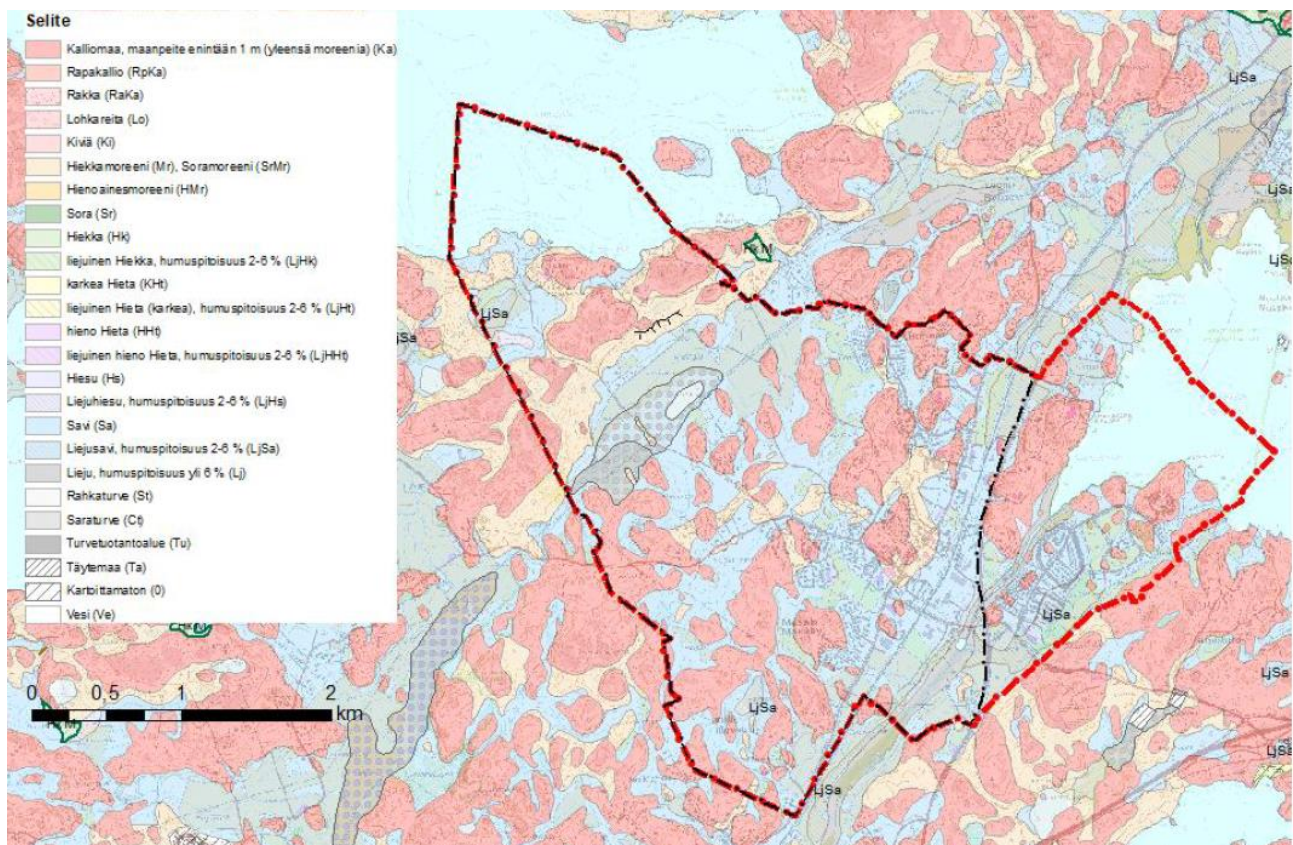 Selite
Kalliomaa, maanpeite enintään 1 m (yleensä moreenia) (Ka)
Rapakallio (RpKa)
Rakka (RaKa)
Lohkareita (Lo)
Kiviä (Ki)
Hiekkamoreeni (Mr), Soramoreeni (SrMr)
Hienoainesmoreeni (HMr)
Sora (Sr)
Hiekka (Hk)
liejuinen Hiekka, humuspitoisuus 2-6 % (LjHk)
karkea Hieta (KHt)
liejuinen Hieta (karkea), humuspitoisuus 2-6 % (LjHt)
hieno Hieta (HHt)
liejuinen hieno Hieta, humuspitoisuus 2-6 % (LjHHt)
Hiesu (Hs)
Liejuhiesu, humuspitoisuus 2-6 % (LjHs)
Savi (Sa)
Liejusavi, humuspitoisuus 2-6 % (LjSa)
Lieju, humuspitoisuus yli 6 % (Lj)
Rahkaturve (St)
Saraturve (Ct)
Turvetuotantoalue (Tu)
Täytemaa (Ta)
Kartoittamaton (0)
Vesi (Ve)
LjSa
LjSa
Hk M
LjSa
LjSa
LjSa
LjSa
LjSa
LjSa
LjSa
LjSa
0 0,5 1 2
km